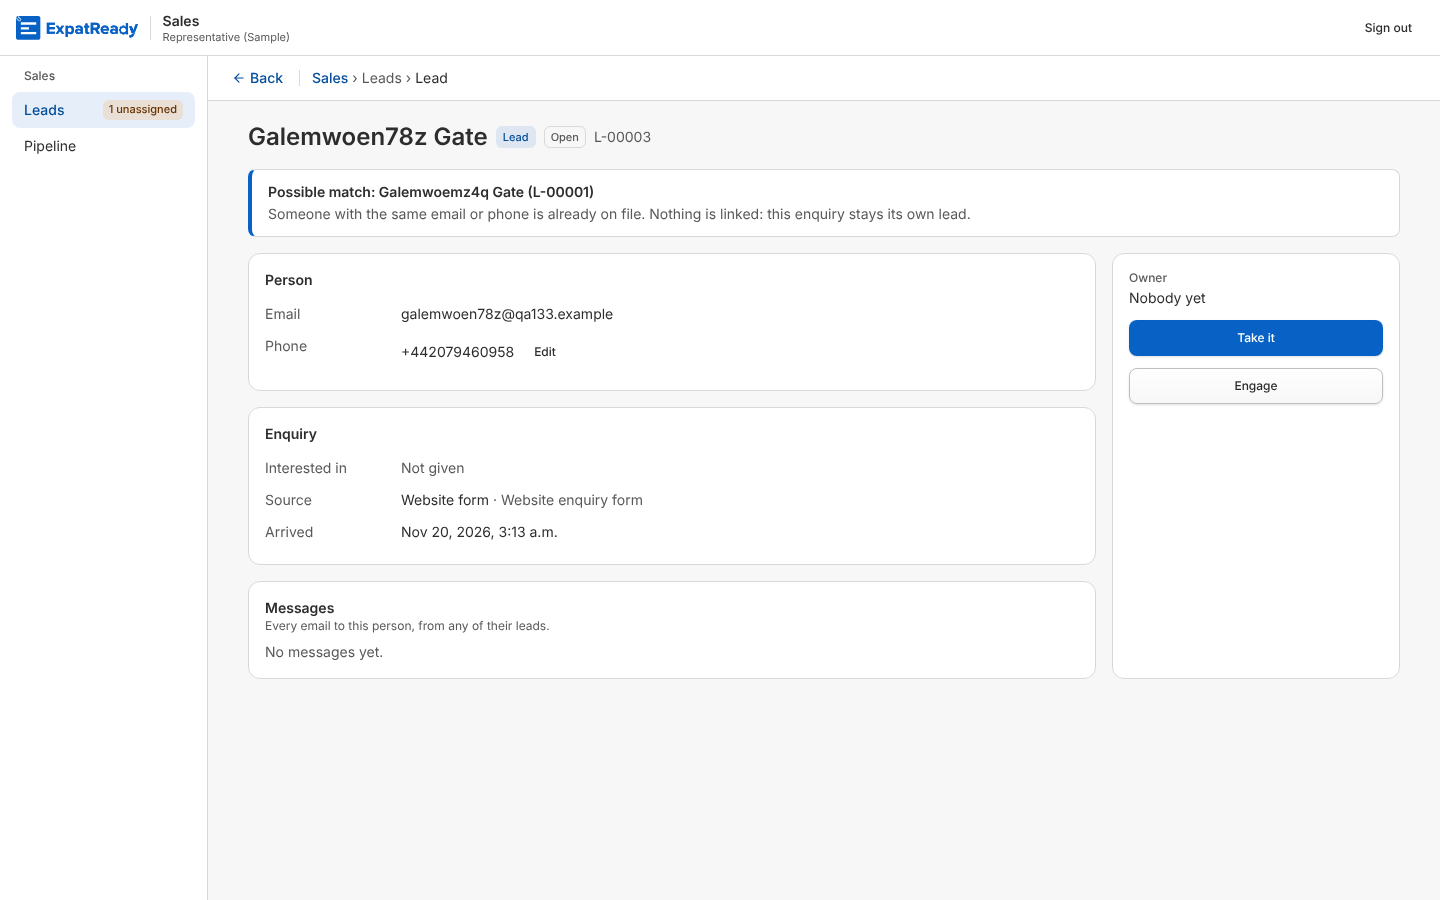 ExpatReady
Sales
Representative (Sample)
Sign out
Sales
Leads
1 unassigned
Pipeline
← Back
Sales › Leads › Lead
Galemwoen78z Gate Lead Open L-00003
Possible match: Galemwoemz4q Gate (L-00001)
Someone with the same email or phone is already on file. Nothing is linked: this enquiry stays its own lead.
Person
Email galemwoen78z@qa133.example
Phone +442079460958 Edit
Enquiry
Interested in Not given
Source Website form · Website enquiry form
Arrived Nov 20, 2026, 3:13 a.m.
Messages
Every email to this person, from any of their leads.
No messages yet.
Owner
Nobody yet
Take it
Engage